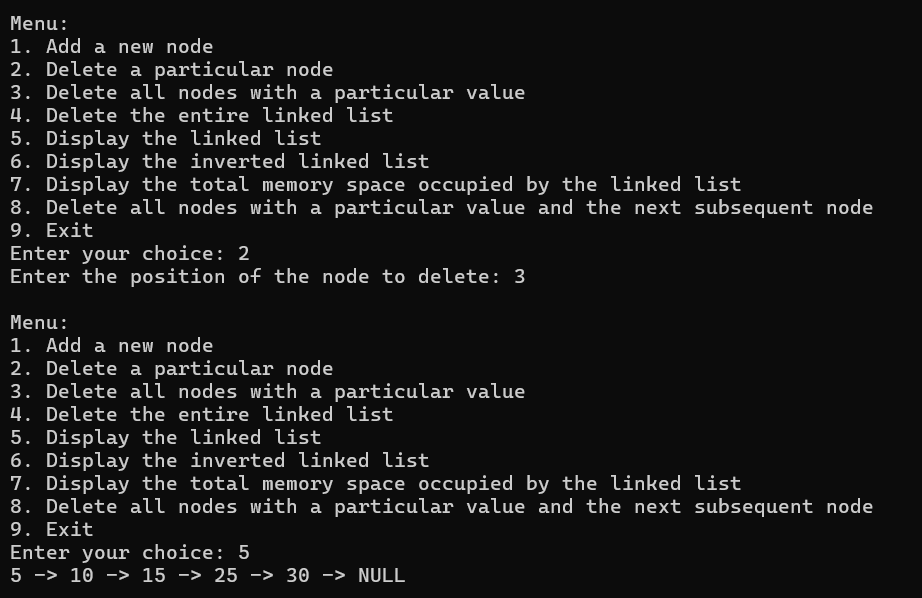 Menu:
1. Add a new node
2. Delete a particular node
3. Delete all nodes with a particular value
4. Delete the entire linked list
5. Display the linked list
6. Display the inverted linked list
7. Display the total memory space occupied by the linked list
8. Delete all nodes with a particular value and the next subsequent node
9. Exit
Enter your choice: 2
Enter the position of the node to delete: 3

Menu:
1. Add a new node
2. Delete a particular node
3. Delete all nodes with a particular value
4. Delete the entire linked list
5. Display the linked list
6. Display the inverted linked list
7. Display the total memory space occupied by the linked list
8. Delete all nodes with a particular value and the next subsequent node
9. Exit
Enter your choice: 5
5 -> 10 -> 15 -> 25 -> 30 -> NULL